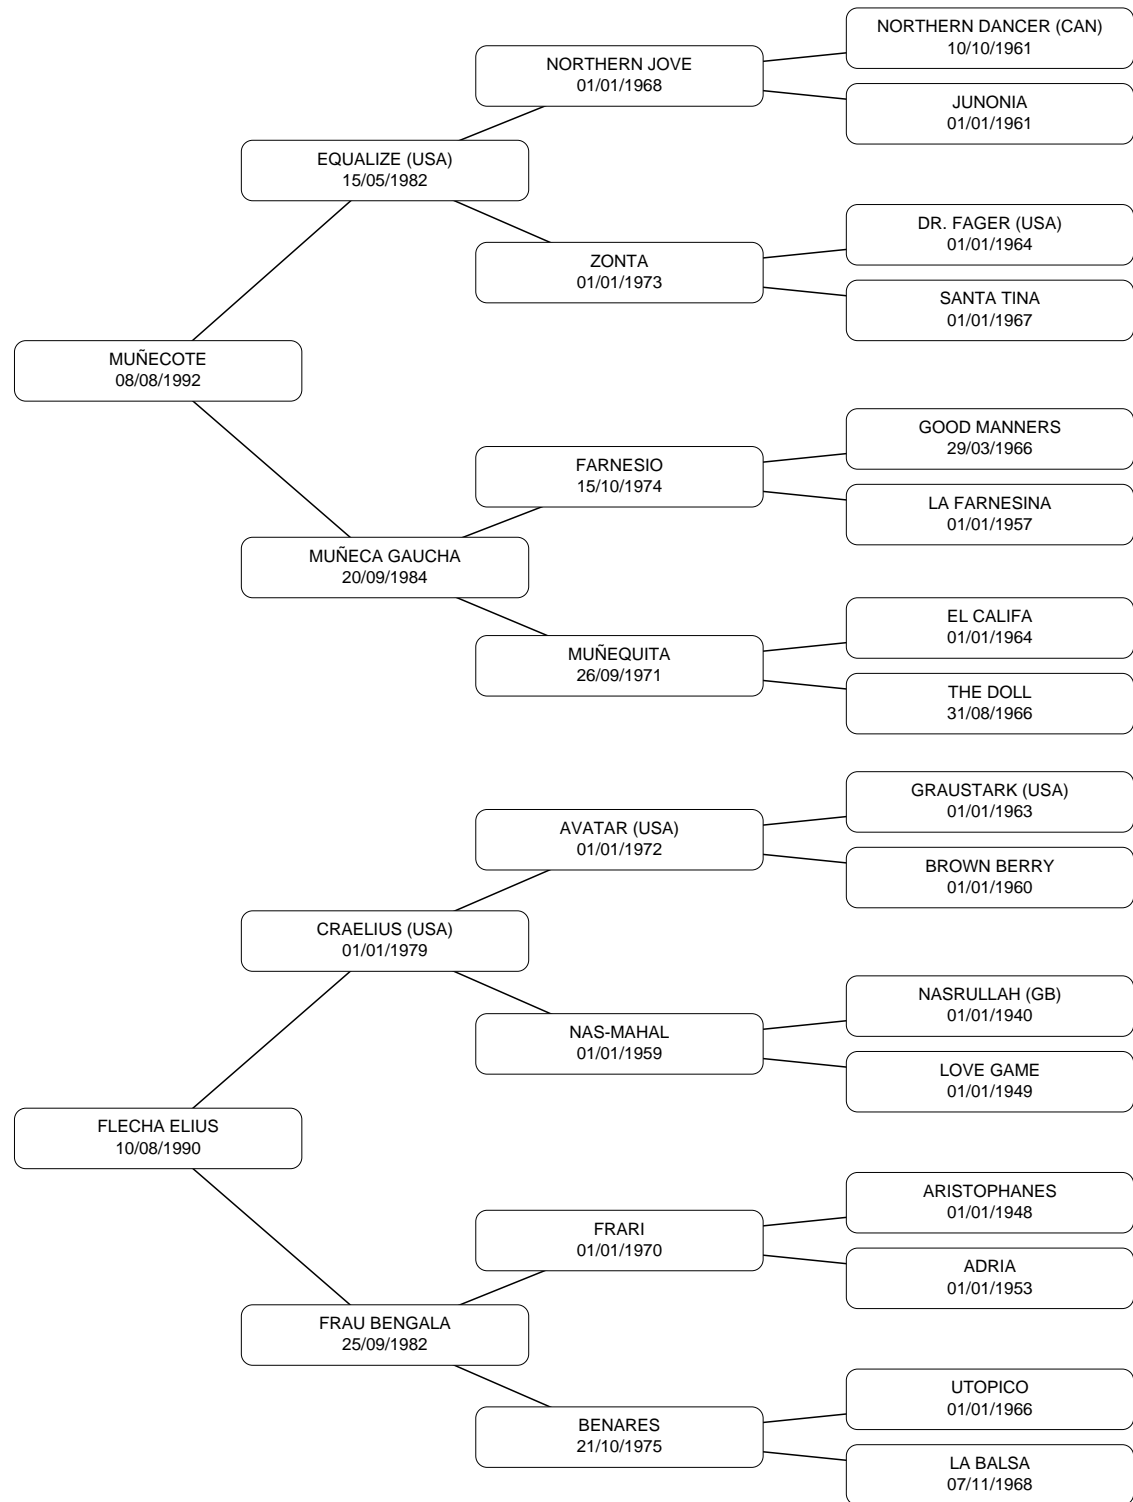 NORTHERN DANCER (CAN)
10/10/1961
NORTHERN JOVE
01/01/1968
JUNONIA
01/01/1961
EQUALIZE (USA)
15/05/1982
DR. FAGER (USA)
01/01/1964
ZONTA
01/01/1973
SANTA TINA
01/01/1967
MUÑECOTE
08/08/1992
GOOD MANNERS
29/03/1966
FARNESIO
15/10/1974
LA FARNESINA
01/01/1957
MUÑECA GAUCHA
20/09/1984
EL CALIFA
01/01/1964
MUÑEQUITA
26/09/1971
THE DOLL
31/08/1966
GRAUSTARK (USA)
01/01/1963
AVATAR (USA)
01/01/1972
BROWN BERRY
01/01/1960
CRAELIUS (USA)
01/01/1979
NASRULLAH (GB)
01/01/1940
NAS-MAHAL
01/01/1959
LOVE GAME
01/01/1949
FLECHA ELIUS
10/08/1990
ARISTOPHANES
01/01/1948
FRARI
01/01/1970
ADRIA
01/01/1953
FRAU BENGALA
25/09/1982
UTOPICO
01/01/1966
BENARES
21/10/1975
LA BALSA
07/11/1968